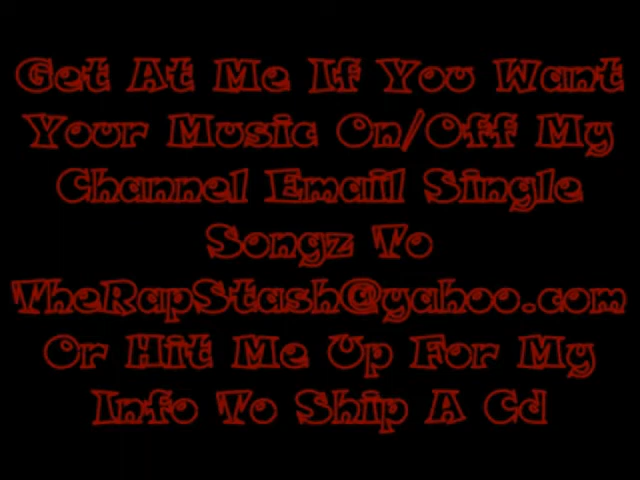 Get At Me If You Want
Your Music On/Off My
Channel Email Single
Songz To
TheRapStash@yahoo.com
Or Hit Me Up For My
Info To Ship A Cd